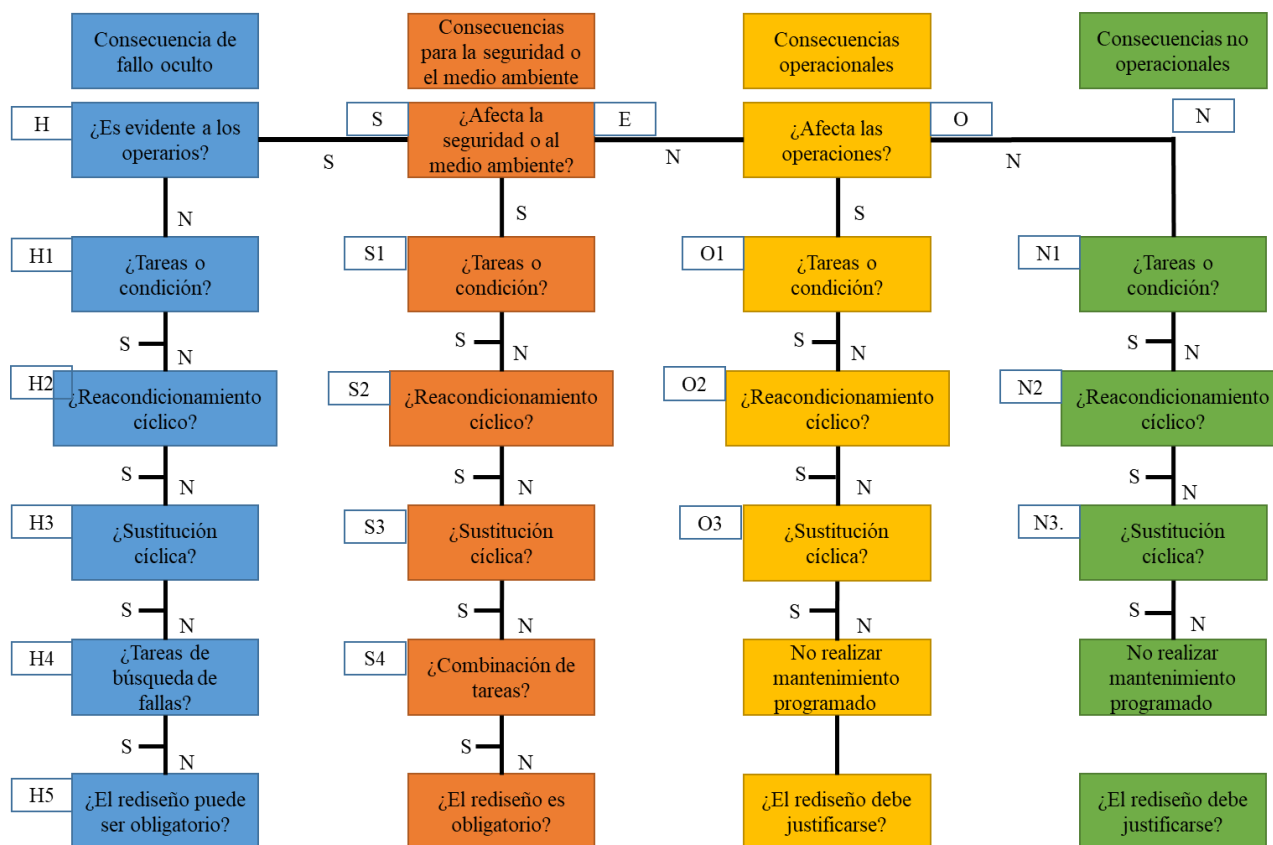 Consecuencia de
fallo oculto
Consecuencias
para la seguridad o
el medio ambiente
Consecuencias
operacionales
Consecuencias no
operacionales
H
¿Es evidente a los
operarios?
S
S
¿Afecta la
seguridad o al
medio ambiente?
E
N
¿Afecta las
operaciones?
O
N
N
N
S
S
H1
¿Tareas o
condición?
S1
¿Tareas o
condición?
O1
¿Tareas o
condición?
N1
¿Tareas o
condición?
S
N
S
N
S
N
S
N
H2
¿Reacondicionamiento
cíclico?
S2
¿Reacondicionamiento
cíclico?
O2
¿Reacondicionamiento
cíclico?
N2
¿Reacondicionamiento
cíclico?
S
N
S
N
S
N
S
N
H3
¿Sustitución
cíclica?
S3
¿Sustitución
cíclica?
O3
¿Sustitución
cíclica?
N3.
¿Sustitución
cíclica?
S
N
S
N
S
N
S
N
H4
¿Tareas de
búsqueda de
fallas?
S4
¿Combinación de
tareas?
No realizar
mantenimiento
programado
No realizar
mantenimiento
programado
S
N
S
N
H5
¿El rediseño puede
ser obligatorio?
¿El rediseño es
obligatorio?
¿El rediseño debe
justificarse?
¿El rediseño debe
justificarse?